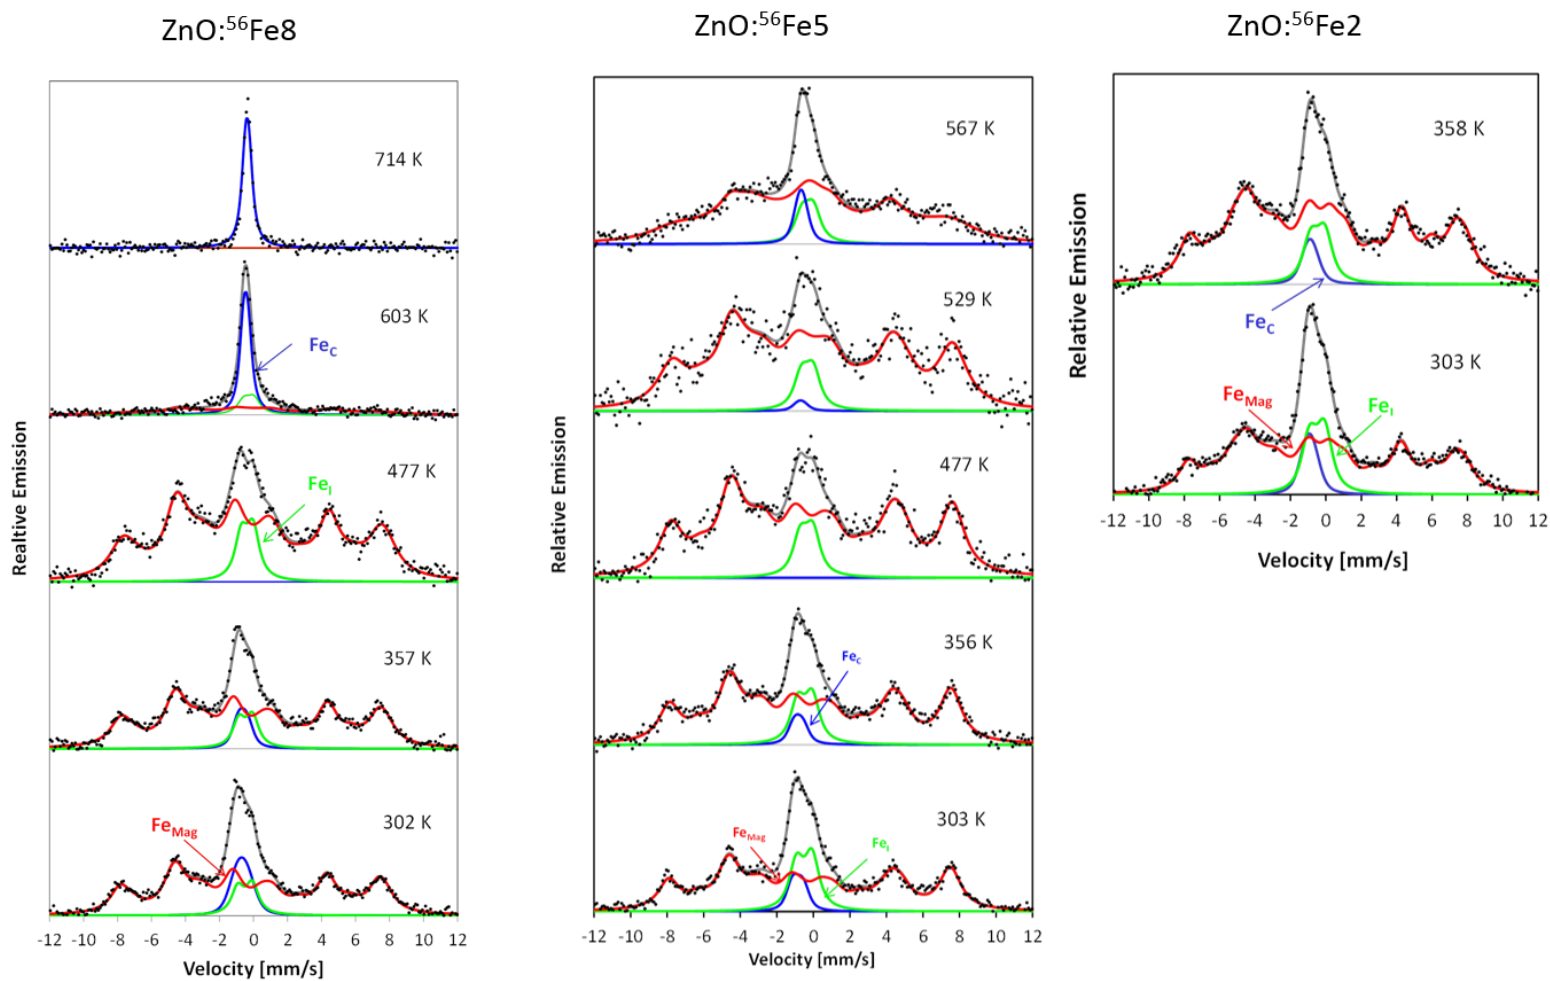 ZnO:⁵⁶Fe8
714 K
603 K
FeC
477 K
FeI
357 K
302 K
FeMag
Realtive Emission
-12 -10 -8 -6 -4 -2 0 2 4 6 8 10 12
Velocity [mm/s]
ZnO:⁵⁶Fe5
567 K
529 K
477 K
356 K
FeC
303 K
FeMag
FeI
Relative Emission
-12 -10 -8 -6 -4 -2 0 2 4 6 8 10 12
Velocity [mm/s]
ZnO:⁵⁶Fe2
358 K
FeC
303 K
FeMag
FeI
Relative Emission
-12 -10 -8 -6 -4 -2 0 2 4 6 8 10 12
Velocity [mm/s]